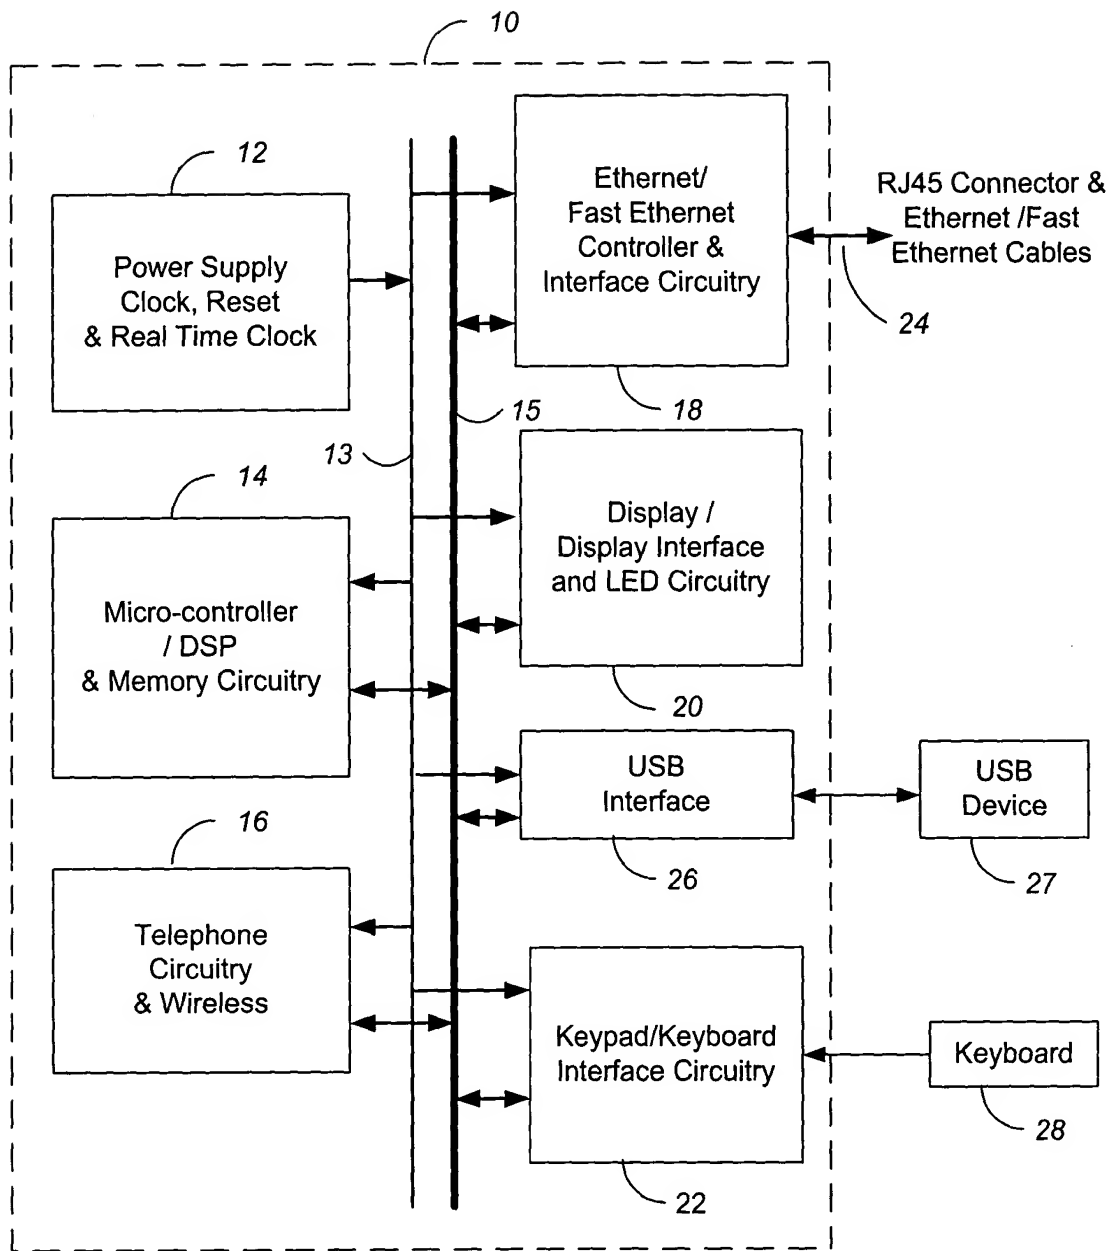 10
12
Power Supply
Clock, Reset
& Real Time Clock
Ethernet/
Fast Ethernet
Controller &
Interface Circuitry
RJ45 Connector &
Ethernet /Fast
Ethernet Cables
24
18
15
13
14
Micro-controller
/ DSP
& Memory Circuitry
Display /
Display Interface
and LED Circuitry
20
USB
Interface
26
USB
Device
27
16
Telephone
Circuitry
& Wireless
Keypad/Keyboard
Interface Circuitry
22
Keyboard
28